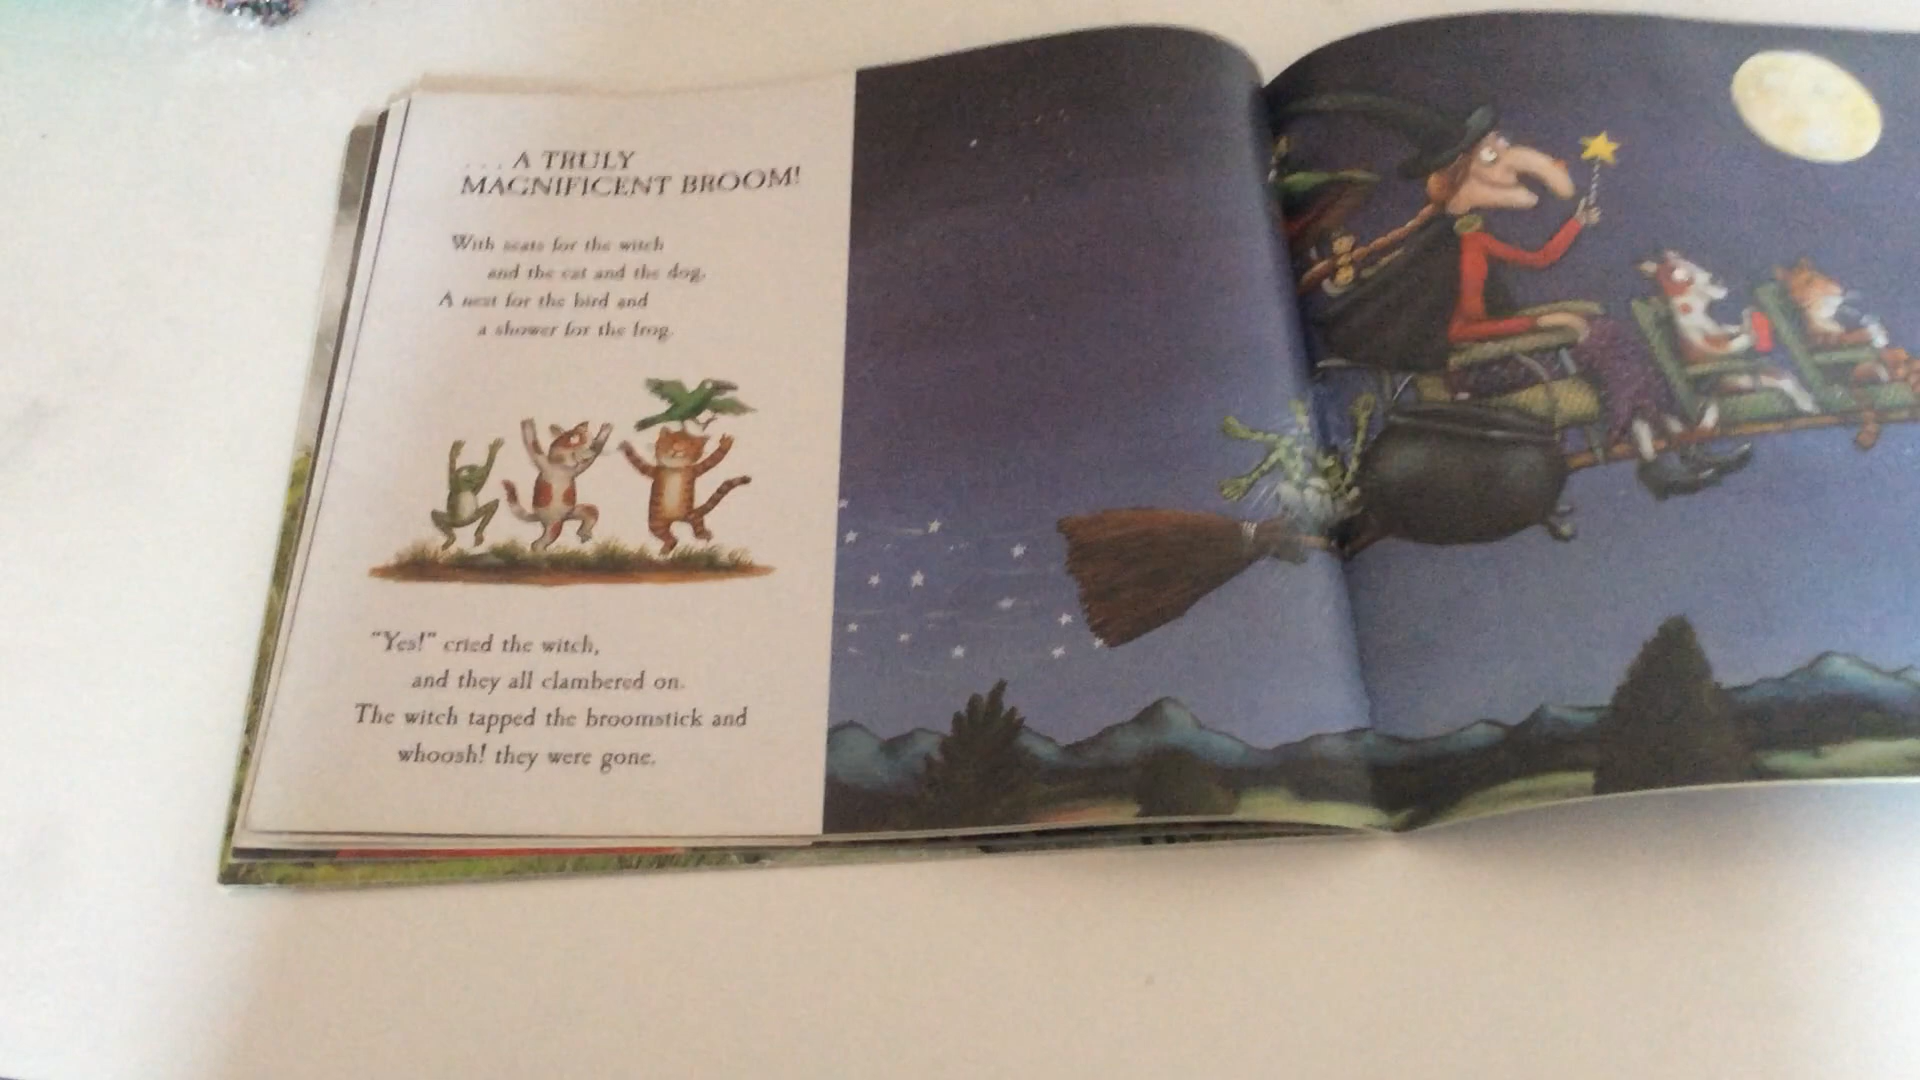 . . . A TRULY
MAGNIFICENT BROOM!
With seats for the witch
and the cat and the dog,
A nest for the bird and
a shower for the frog.
"Yes!" cried the witch,
and they all clambered on.
The witch tapped the broomstick and
whoosh! they were gone.